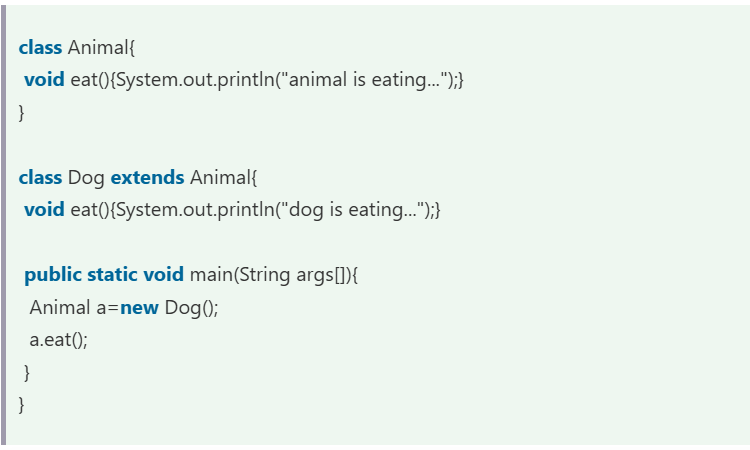 class Animal{
void eat(){System.out.println("animal is eating...");}
}
class Dog extends Animal{
void eat(){System.out.println("dog is eating...");}
public static void main(String args[]){
Animal a=new Dog();
a.eat();
}
}